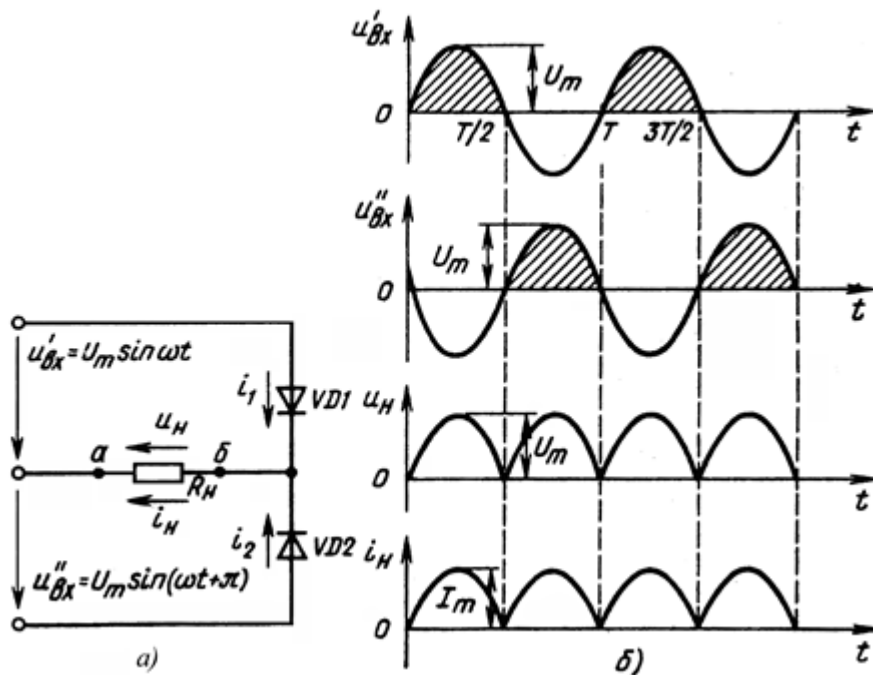 u'вх
Um
0
T/2 T 3T/2 t
u''вх
Um
0
t
u'вх = Um sin ωt
i1 VD1
uн
а б
Rн
iн
i2 VD2
u''вх = Um sin(ωt+π)
а)
uн
Um
0
t
iн
Im
0
t
б)